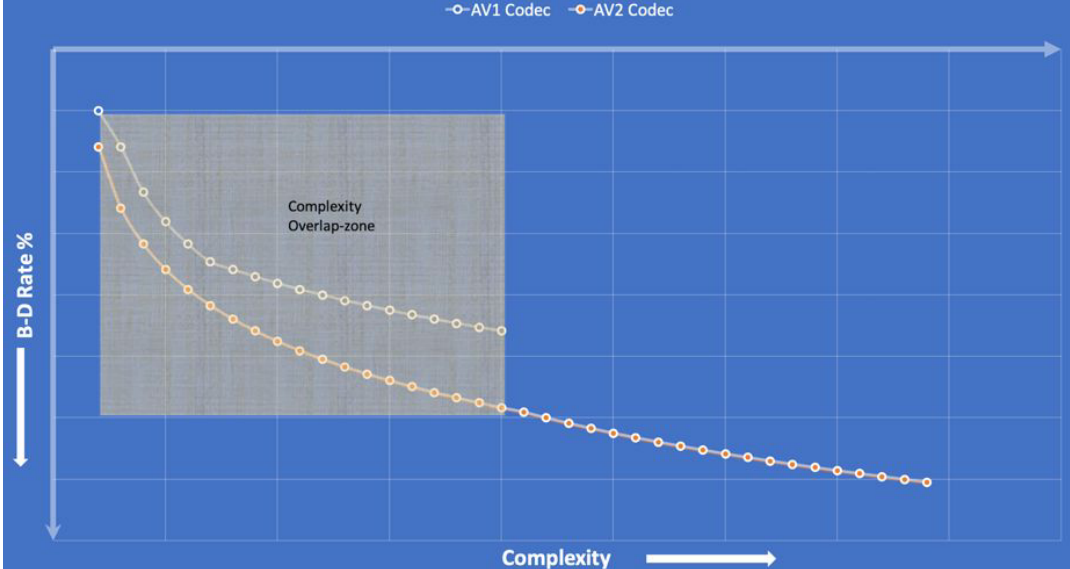 AV1 Codec AV2 Codec
Complexity
Overlap-zone
B-D Rate %
Complexity